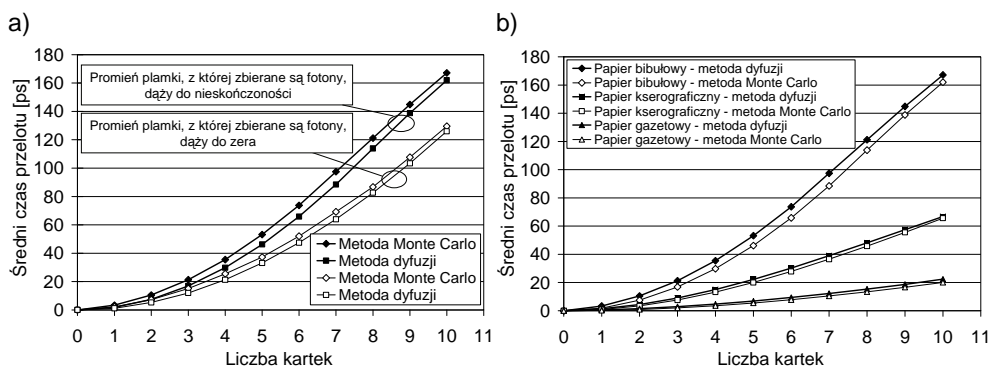 a)
Średni czas przelotu [ps]
180
160
140
120
100
80
60
40
20
0
Promień plamki, z której zbierane są fotony,
dąży do nieskończoności
Promień plamki, z której zbierane są fotony,
dąży do zera
Metoda Monte Carlo
Metoda dyfuzji
Metoda Monte Carlo
Metoda dyfuzji
0 1 2 3 4 5 6 7 8 9 10 11
Liczba kartek
b)
Średni czas przelotu [ps]
180
160
140
120
100
80
60
40
20
0
Papier bibułowy - metoda dyfuzji
Papier bibułowy - metoda Monte Carlo
Papier kserograficzny - metoda dyfuzji
Papier kserograficzny - metoda Monte Carlo
Papier gazetowy - metoda dyfuzji
Papier gazetowy - metoda Monte Carlo
0 1 2 3 4 5 6 7 8 9 10 11
Liczba kartek